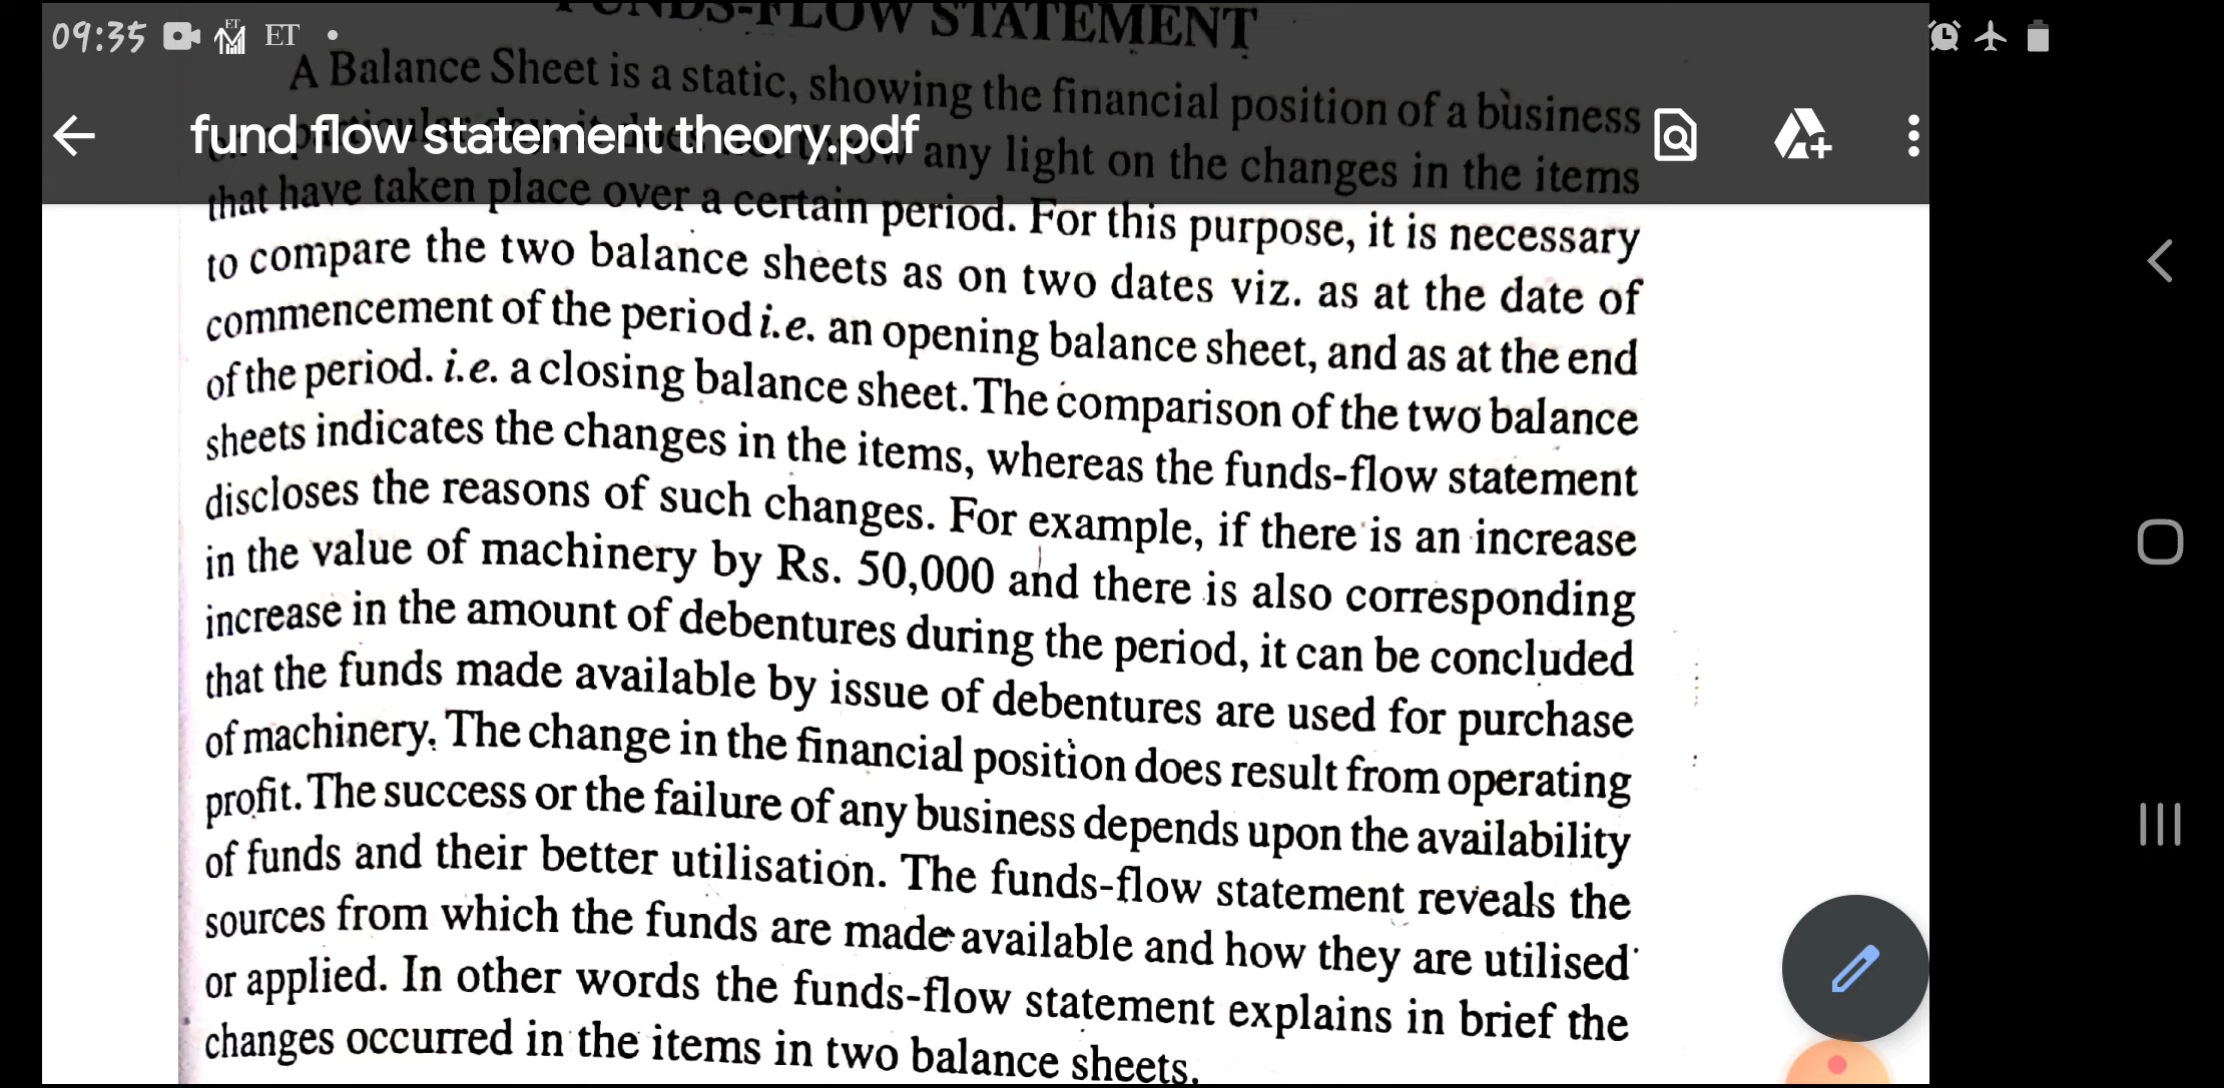 FUNDS-FLOW STATEMENT
09:35 ET ET
A Balance Sheet is a static, showing the financial position of a business
fund flow statement theory.pdf
any light on the changes in the items
that have taken place over a certain period. For this purpose, it is necessary
to compare the two balance sheets as on two dates viz. as at the date of
commencement of the period i.e. an opening balance sheet, and as at the end
of the period. i.e. a closing balance sheet. The comparison of the two balance
sheets indicates the changes in the items, whereas the funds-flow statement
discloses the reasons of such changes. For example, if there is an increase
in the value of machinery by Rs. 50,000 and there is also corresponding
increase in the amount of debentures during the period, it can be concluded
that the funds made available by issue of debentures are used for purchase
of machinery. The change in the financial position does result from operating
profit. The success or the failure of any business depends upon the availability
of funds and their better utilisation. The funds-flow statement reveals the
sources from which the funds are made available and how they are utilised
or applied. In other words the funds-flow statement explains in brief the
changes occurred in the items in two balance sheets.